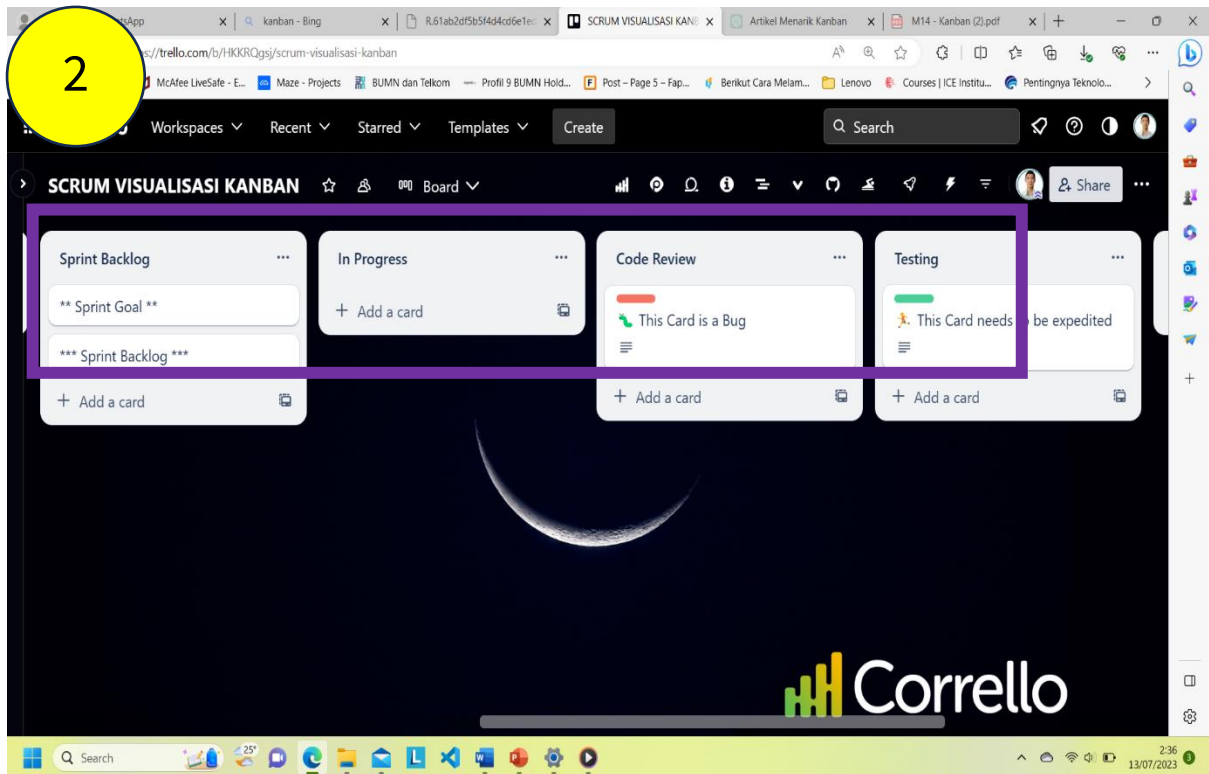 2
kanban - Bing
R.61ab2df5b5f4d4cd6e1ec
SCRUM VISUALISASI KANB
Artikel Menarik Kanban
M14 - Kanban (2).pdf
://trello.com/b/HKKRQgsj/scrum-visualisasi-kanban
McAfee LiveSafe - E...
Maze - Projects
BUMN dan Telkom
Profil 9 BUMN Hold...
Post – Page 5 – Fap...
Berikut Cara Melam...
Lenovo
Courses | ICE Institu...
Pentingnya Teknolo...
Workspaces
Recent
Starred
Templates
Create
Search
SCRUM VISUALISASI KANBAN
Board
Share
Sprint Backlog
** Sprint Goal **
*** Sprint Backlog ***
+ Add a card
In Progress
+ Add a card
Code Review
This Card is a Bug
+ Add a card
Testing
This Card needs be expedited
+ Add a card
Corrello
Search
25°
2:36
13/07/2023
3